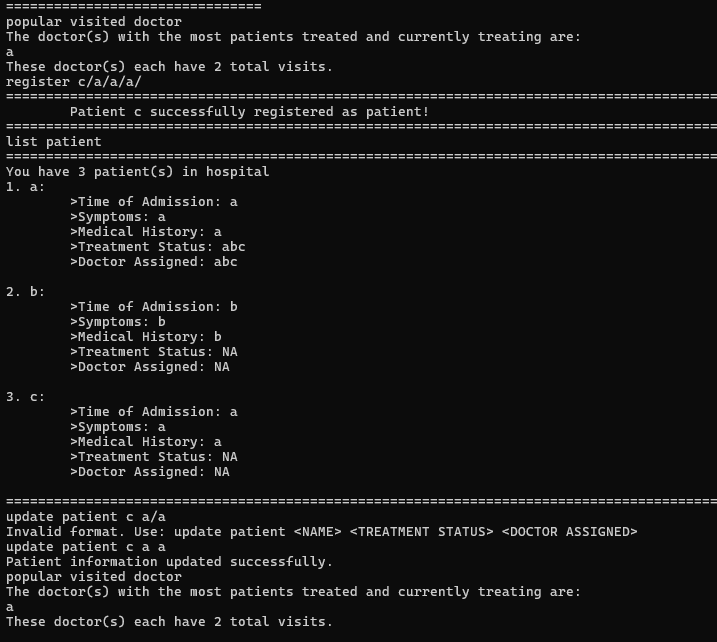 ================================
popular visited doctor
The doctor(s) with the most patients treated and currently treating are:
a
These doctor(s) each have 2 total visits.
register c/a/a/a/
=========================================================================================
        Patient c successfully registered as patient!
=========================================================================================
list patient
=========================================================================================
You have 3 patient(s) in hospital
1. a:
        >Time of Admission: a
        >Symptoms: a
        >Medical History: a
        >Treatment Status: abc
        >Doctor Assigned: abc

2. b:
        >Time of Admission: b
        >Symptoms: b
        >Medical History: b
        >Treatment Status: NA
        >Doctor Assigned: NA

3. c:
        >Time of Admission: a
        >Symptoms: a
        >Medical History: a
        >Treatment Status: NA
        >Doctor Assigned: NA

=========================================================================================
update patient c a/a
Invalid format. Use: update patient <NAME> <TREATMENT STATUS> <DOCTOR ASSIGNED>
update patient c a a
Patient information updated successfully.
popular visited doctor
The doctor(s) with the most patients treated and currently treating are:
a
These doctor(s) each have 2 total visits.